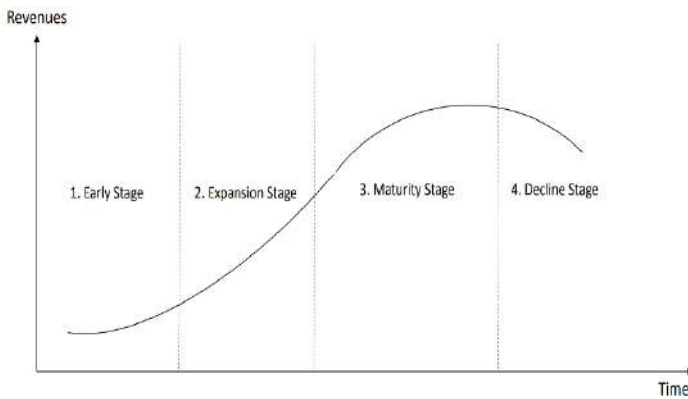 Revenues
1. Early Stage
2. Expansion Stage
3. Maturity Stage
4. Decline Stage
Time